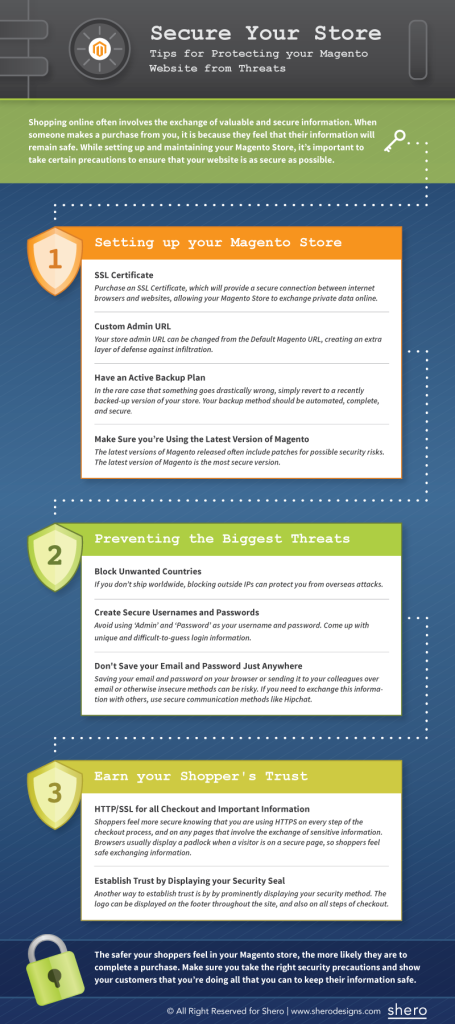 Secure Your Store
Tips for Protecting your Magento
Website from Threats
Shopping online often involves the exchange of valuable and secure information. When
someone makes a purchase from you, it is because they feel that their information will
remain safe. While setting up and maintaining your Magento Store, it's important to
take certain precautions to ensure that your website is as secure as possible.
1
Setting up your Magento Store
SSL Certificate
Purchase an SSL Certificate, which will provide a secure connection between internet
browsers and websites, allowing your Magento Store to exchange private data online.
Custom Admin URL
Your store admin URL can be changed from the Default Magento URL, creating an extra
layer of defense against infiltration.
Have an Active Backup Plan
In the rare case that something goes drastically wrong, simply revert to a recently
backed-up version of your store. Your backup method should be automated, complete,
and secure.
Make Sure you're Using the Latest Version of Magento
The latest versions of Magento released often include patches for possible security risks.
The latest version of Magento is the most secure version.
2
Preventing the Biggest Threats
Block Unwanted Countries
If you don't ship worldwide, blocking outside IPs can protect you from overseas attacks.
Create Secure Usernames and Passwords
Avoid using 'Admin' and 'Password' as your username and password. Come up with
unique and difficult-to-guess login information.
Don't Save your Email and Password Just Anywhere
Saving your email and password on your browser or sending it to your colleagues over
email or otherwise insecure methods can be risky. If you need to exchange this informa-
tion with others, use secure communication methods like Hipchat.
3
Earn your Shopper's Trust
HTTP/SSL for all Checkout and Important Information
Shoppers feel more secure knowing that you are using HTTPS on every step of the
checkout process, and on any pages that involve the exchange of sensitive information.
Browsers usually display a padlock when a visitor is on a secure page, so shoppers feel
safe exchanging information.
Establish Trust by Displaying your Security Seal
Another way to establish trust is by by prominently displaying your security method. The
logo can be displayed on the footer throughout the site, and also on all steps of checkout.
The safer your shoppers feel in your Magento store, the more likely they are to
complete a purchase. Make sure you take the right security precautions and show
your customers that you're doing all that you can to keep their information safe.
© All Right Reserved for Shero | www.sherodesigns.com shero